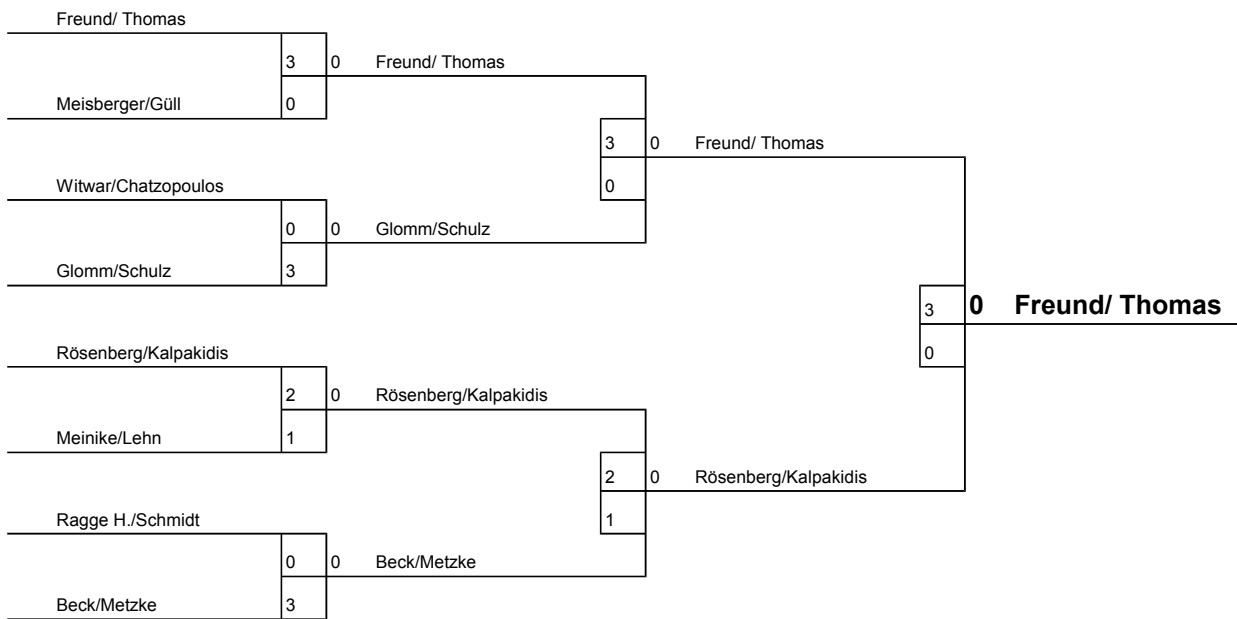 Freund/ Thomas
3 0 Freund/ Thomas
Meisberger/Güll 0
3 0 Freund/ Thomas
Witwar/Chatzopoulos 0
0 0 Glomm/Schulz
Glomm/Schulz 3
3 0 Freund/ Thomas
Rösenberg/Kalpakidis 0
2 0 Rösenberg/Kalpakidis
Meinike/Lehn 1
2 0 Rösenberg/Kalpakidis
Ragge H./Schmidt 1
0 0 Beck/Metzke
Beck/Metzke 3